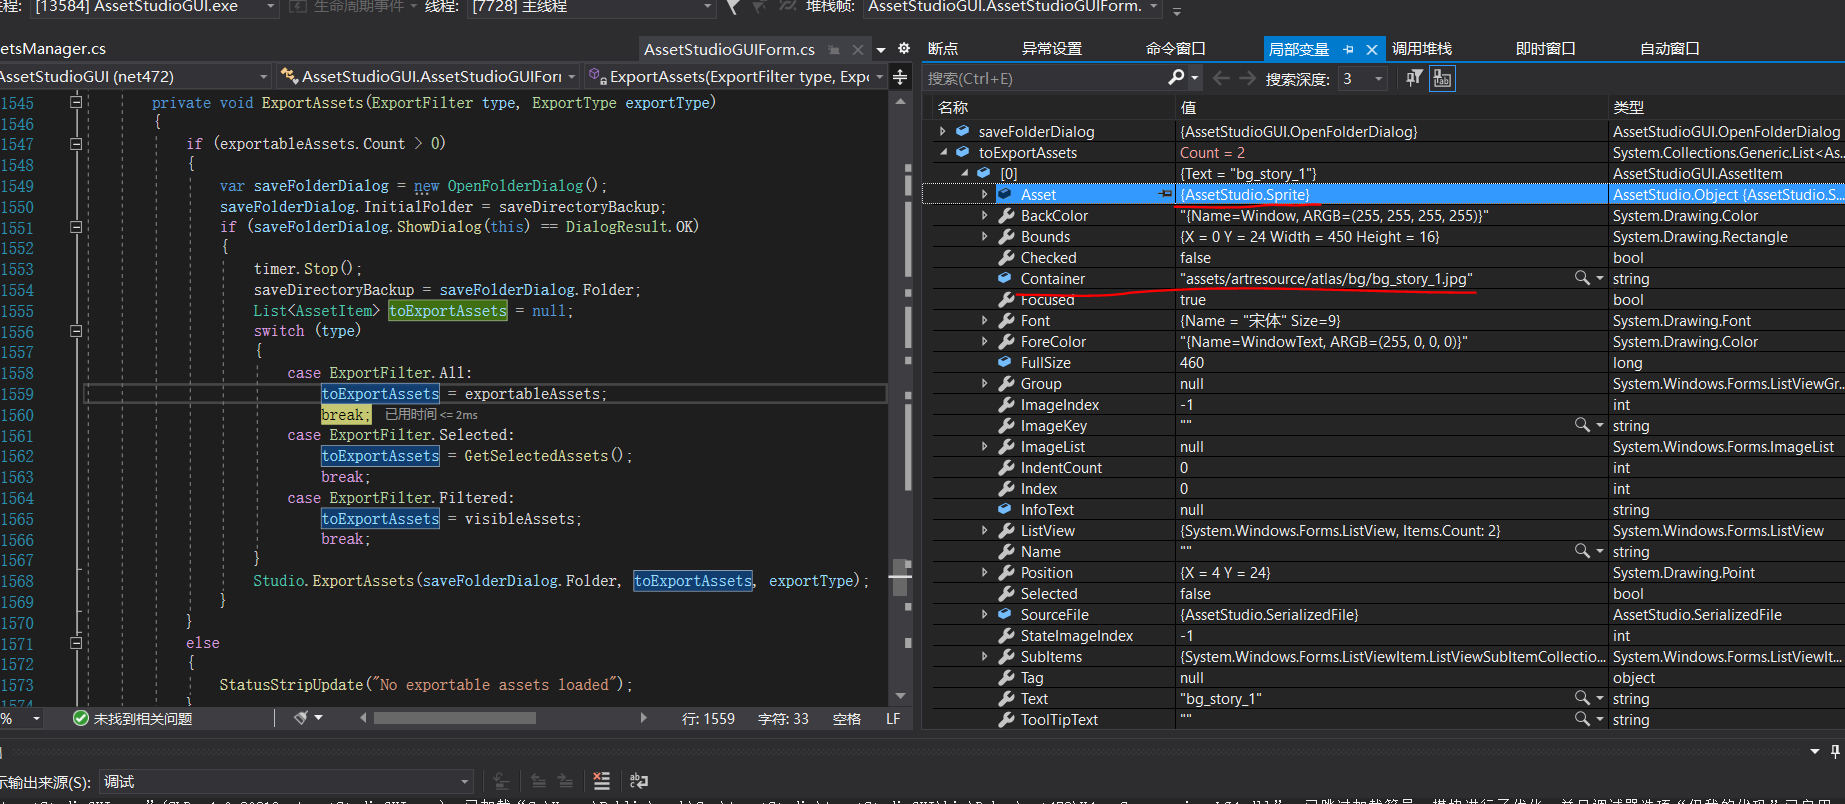 [13584] AssetStudioGUI.exe 生命周期事件 线程: [7728] 主线程 堆栈帧: AssetStudioGUI.AssetStudioGUIForm.
etsManager.cs AssetStudioGUIForm.cs
AssetStudioGUI (net472) AssetStudioGUI.AssetStudioGUIForm ExportAssets(ExportFilter type, Expo
1545 private void ExportAssets(ExportFilter type, ExportType exportType)
1546 {
1547 if (exportableAssets.Count > 0)
1548 {
1549 var saveFolderDialog = new OpenFolderDialog();
1550 saveFolderDialog.InitialFolder = saveDirectoryBackup;
1551 if (saveFolderDialog.ShowDialog(this) == DialogResult.OK)
1552 {
1553 timer.Stop();
1554 saveDirectoryBackup = saveFolderDialog.Folder;
1555 List<AssetItem> toExportAssets = null;
1556 switch (type)
1557 {
1558 case ExportFilter.All:
1559 toExportAssets = exportableAssets;
1560 break; 已用时间 <= 2ms
1561 case ExportFilter.Selected:
1562 toExportAssets = GetSelectedAssets();
1563 break;
1564 case ExportFilter.Filtered:
1565 toExportAssets = visibleAssets;
1566 break;
1567 }
1568 Studio.ExportAssets(saveFolderDialog.Folder, toExportAssets, exportType);
1569 }
1570 }
1571 else
1572 {
1573 StatusStripUpdate("No exportable assets loaded");
1574 }
% 未找到相关问题 行: 1559 字符: 33 空格 LF
断点 异常设置 命令窗口 局部变量 调用堆栈 即时窗口 自动窗口
搜索(Ctrl+E) 搜索深度: 3
名称 值 类型
saveFolderDialog {AssetStudioGUI.OpenFolderDialog} AssetStudioGUI.OpenFolderDialog
toExportAssets Count = 2 System.Collections.Generic.List<As...
[0] {Text = "bg_story_1"} AssetStudioGUI.AssetItem
Asset {AssetStudio.Sprite} AssetStudio.Object {AssetStudio.S...
BackColor "{Name=Window, ARGB=(255, 255, 255, 255)}" System.Drawing.Color
Bounds {X = 0 Y = 24 Width = 450 Height = 16} System.Drawing.Rectangle
Checked false bool
Container "assets/artresource/atlas/bg/bg_story_1.jpg" string
Focused true bool
Font {Name = "宋体" Size=9} System.Drawing.Font
ForeColor "{Name=WindowText, ARGB=(255, 0, 0, 0)}" System.Drawing.Color
FullSize 460 long
Group null System.Windows.Forms.ListViewGr...
ImageIndex -1 int
ImageKey "" string
ImageList null System.Windows.Forms.ImageList
IndentCount 0 int
Index 0 int
InfoText null string
ListView {System.Windows.Forms.ListView, Items.Count: 2} System.Windows.Forms.ListView
Name "" string
Position {X = 4 Y = 24} System.Drawing.Point
Selected false bool
SourceFile {AssetStudio.SerializedFile} AssetStudio.SerializedFile
StateImageIndex -1 int
SubItems {System.Windows.Forms.ListViewItem.ListViewSubItemCollectio... System.Windows.Forms.ListViewIt...
Tag null object
Text "bg_story_1" string
ToolTipText "" string
示输出来源(S): 调试